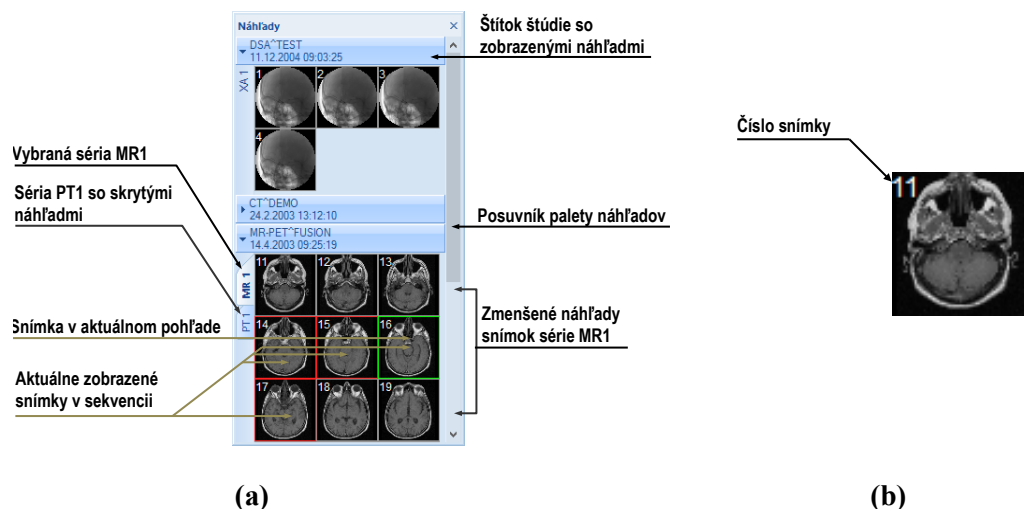 Náhľady
DSA^TEST
11.12.2004 09:03:25
XA 1
1
2
3
4
CT^DEMO
24.2.2003 13:12:10
MR-PET^FUSION
14.4.2003 09:25:19
MR 1
PT 1
11
12
13
14
15
16
17
18
19
Štítok štúdie so
zobrazenými náhľadmi
Vybraná séria MR1
Séria PT1 so skrytými
náhľadmi
Snímka v aktuálnom pohľade
Aktuálne zobrazené
snímky v sekvencii
Posuvník palety náhľadov
Zmenšené náhľady
snímok série MR1
(a)
Číslo snímky
11
(b)